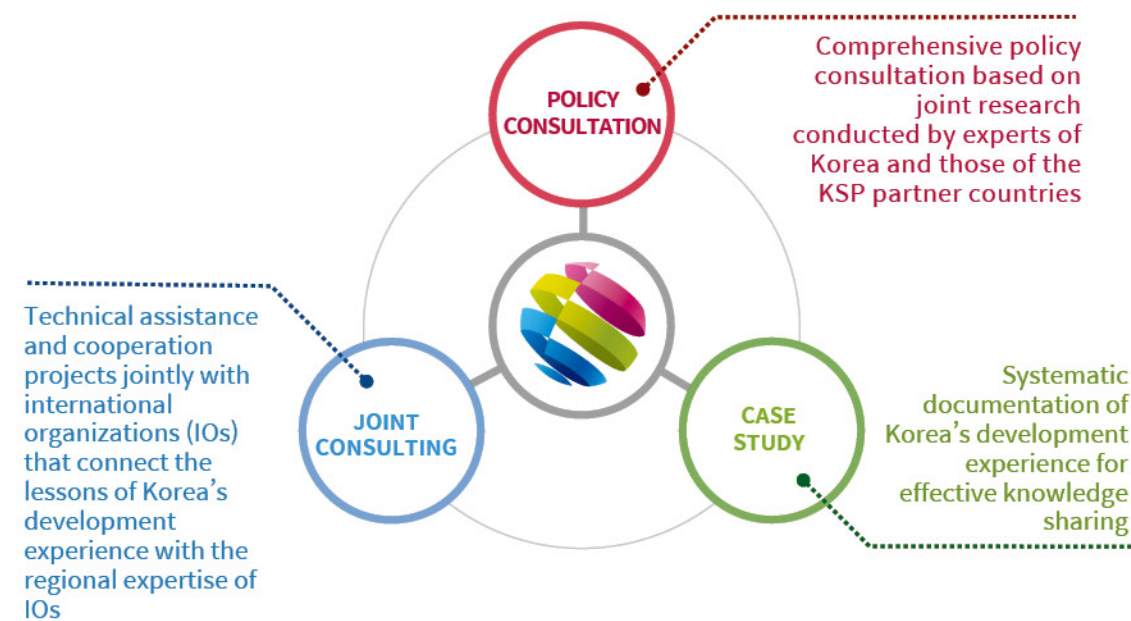 POLICY
CONSULTATION
Comprehensive policy
consultation based on
joint research
conducted by experts of
Korea and those of the
KSP partner countries
JOINT
CONSULTING
Technical assistance
and cooperation
projects jointly with
international
organizations (IOs)
that connect the
lessons of Korea’s
development
experience with the
regional expertise of
IOs
CASE
STUDY
Systematic
documentation of
Korea’s development
experience for
effective knowledge
sharing